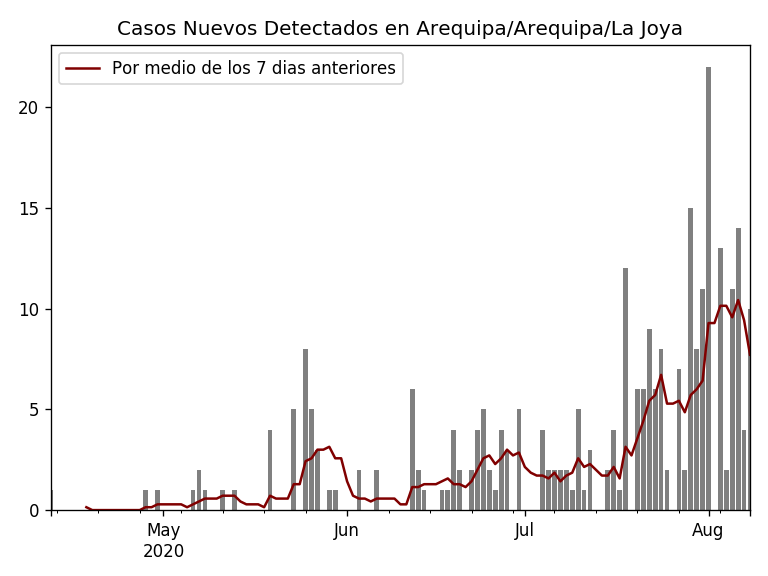 Casos Nuevos Detectados en Arequipa/Arequipa/La Joya
Por medio de los 7 dias anteriores
20
15
10
5
0
May
2020
Jun
Jul
Aug